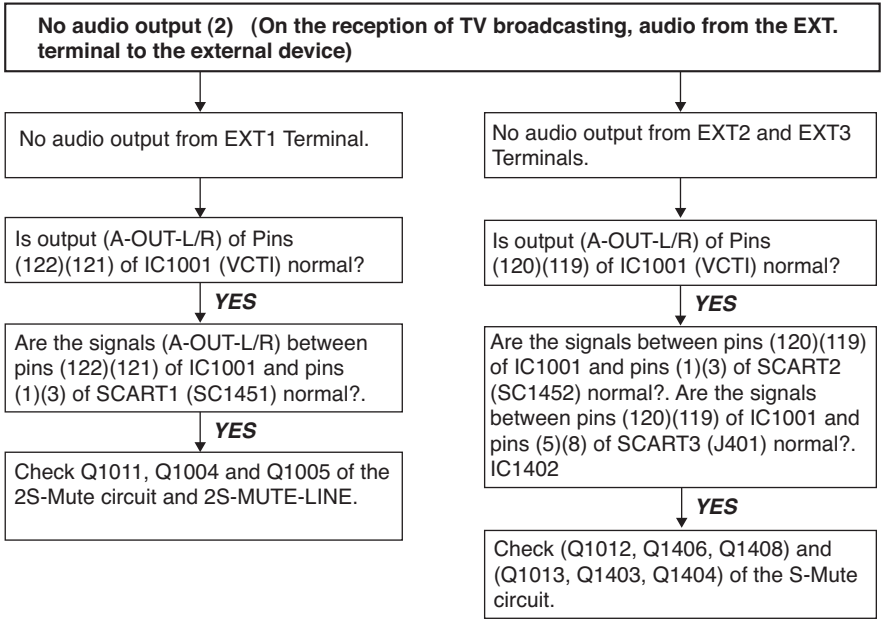 No audio output (2) (On the reception of TV broadcasting, audio from the EXT.
terminal to the external device)
No audio output from EXT1 Terminal.
Is output (A-OUT-L/R) of Pins
(122)(121) of IC1001 (VCTI) normal?
YES
Are the signals (A-OUT-L/R) between
pins (122)(121) of IC1001 and pins
(1)(3) of SCART1 (SC1451) normal?.
YES
Check Q1011, Q1004 and Q1005 of the
2S-Mute circuit and 2S-MUTE-LINE.
No audio output from EXT2 and EXT3
Terminals.
Is output (A-OUT-L/R) of Pins
(120)(119) of IC1001 (VCTI) normal?
YES
Are the signals between pins (120)(119)
of IC1001 and pins (1)(3) of SCART2
(SC1452) normal?. Are the signals
between pins (120)(119) of IC1001 and
pins (5)(8) of SCART3 (J401) normal?.
IC1402
YES
Check (Q1012, Q1406, Q1408) and
(Q1013, Q1403, Q1404) of the S-Mute
circuit.